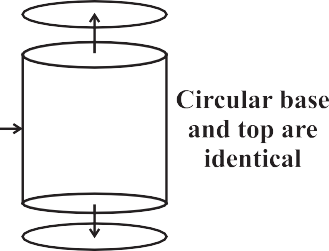 Circular base
and top are
identical